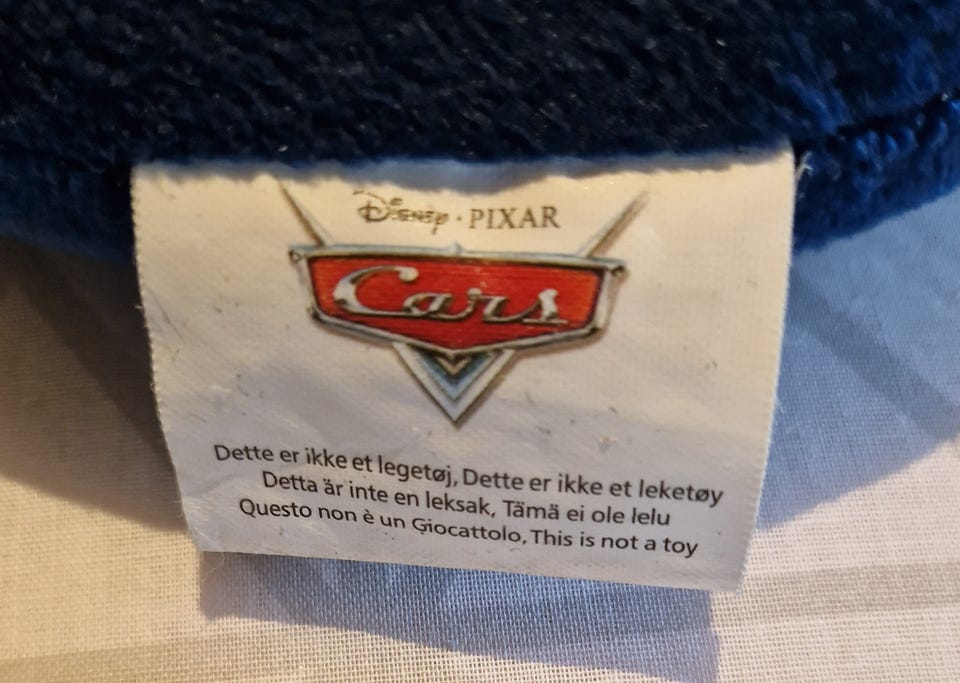 Disney · PIXAR
Cars
Dette er ikke et legetøj, Dette er ikke et leketøy
Detta är inte en leksak, Tämä ei ole lelu
Questo non è un Giocattolo, This is not a toy